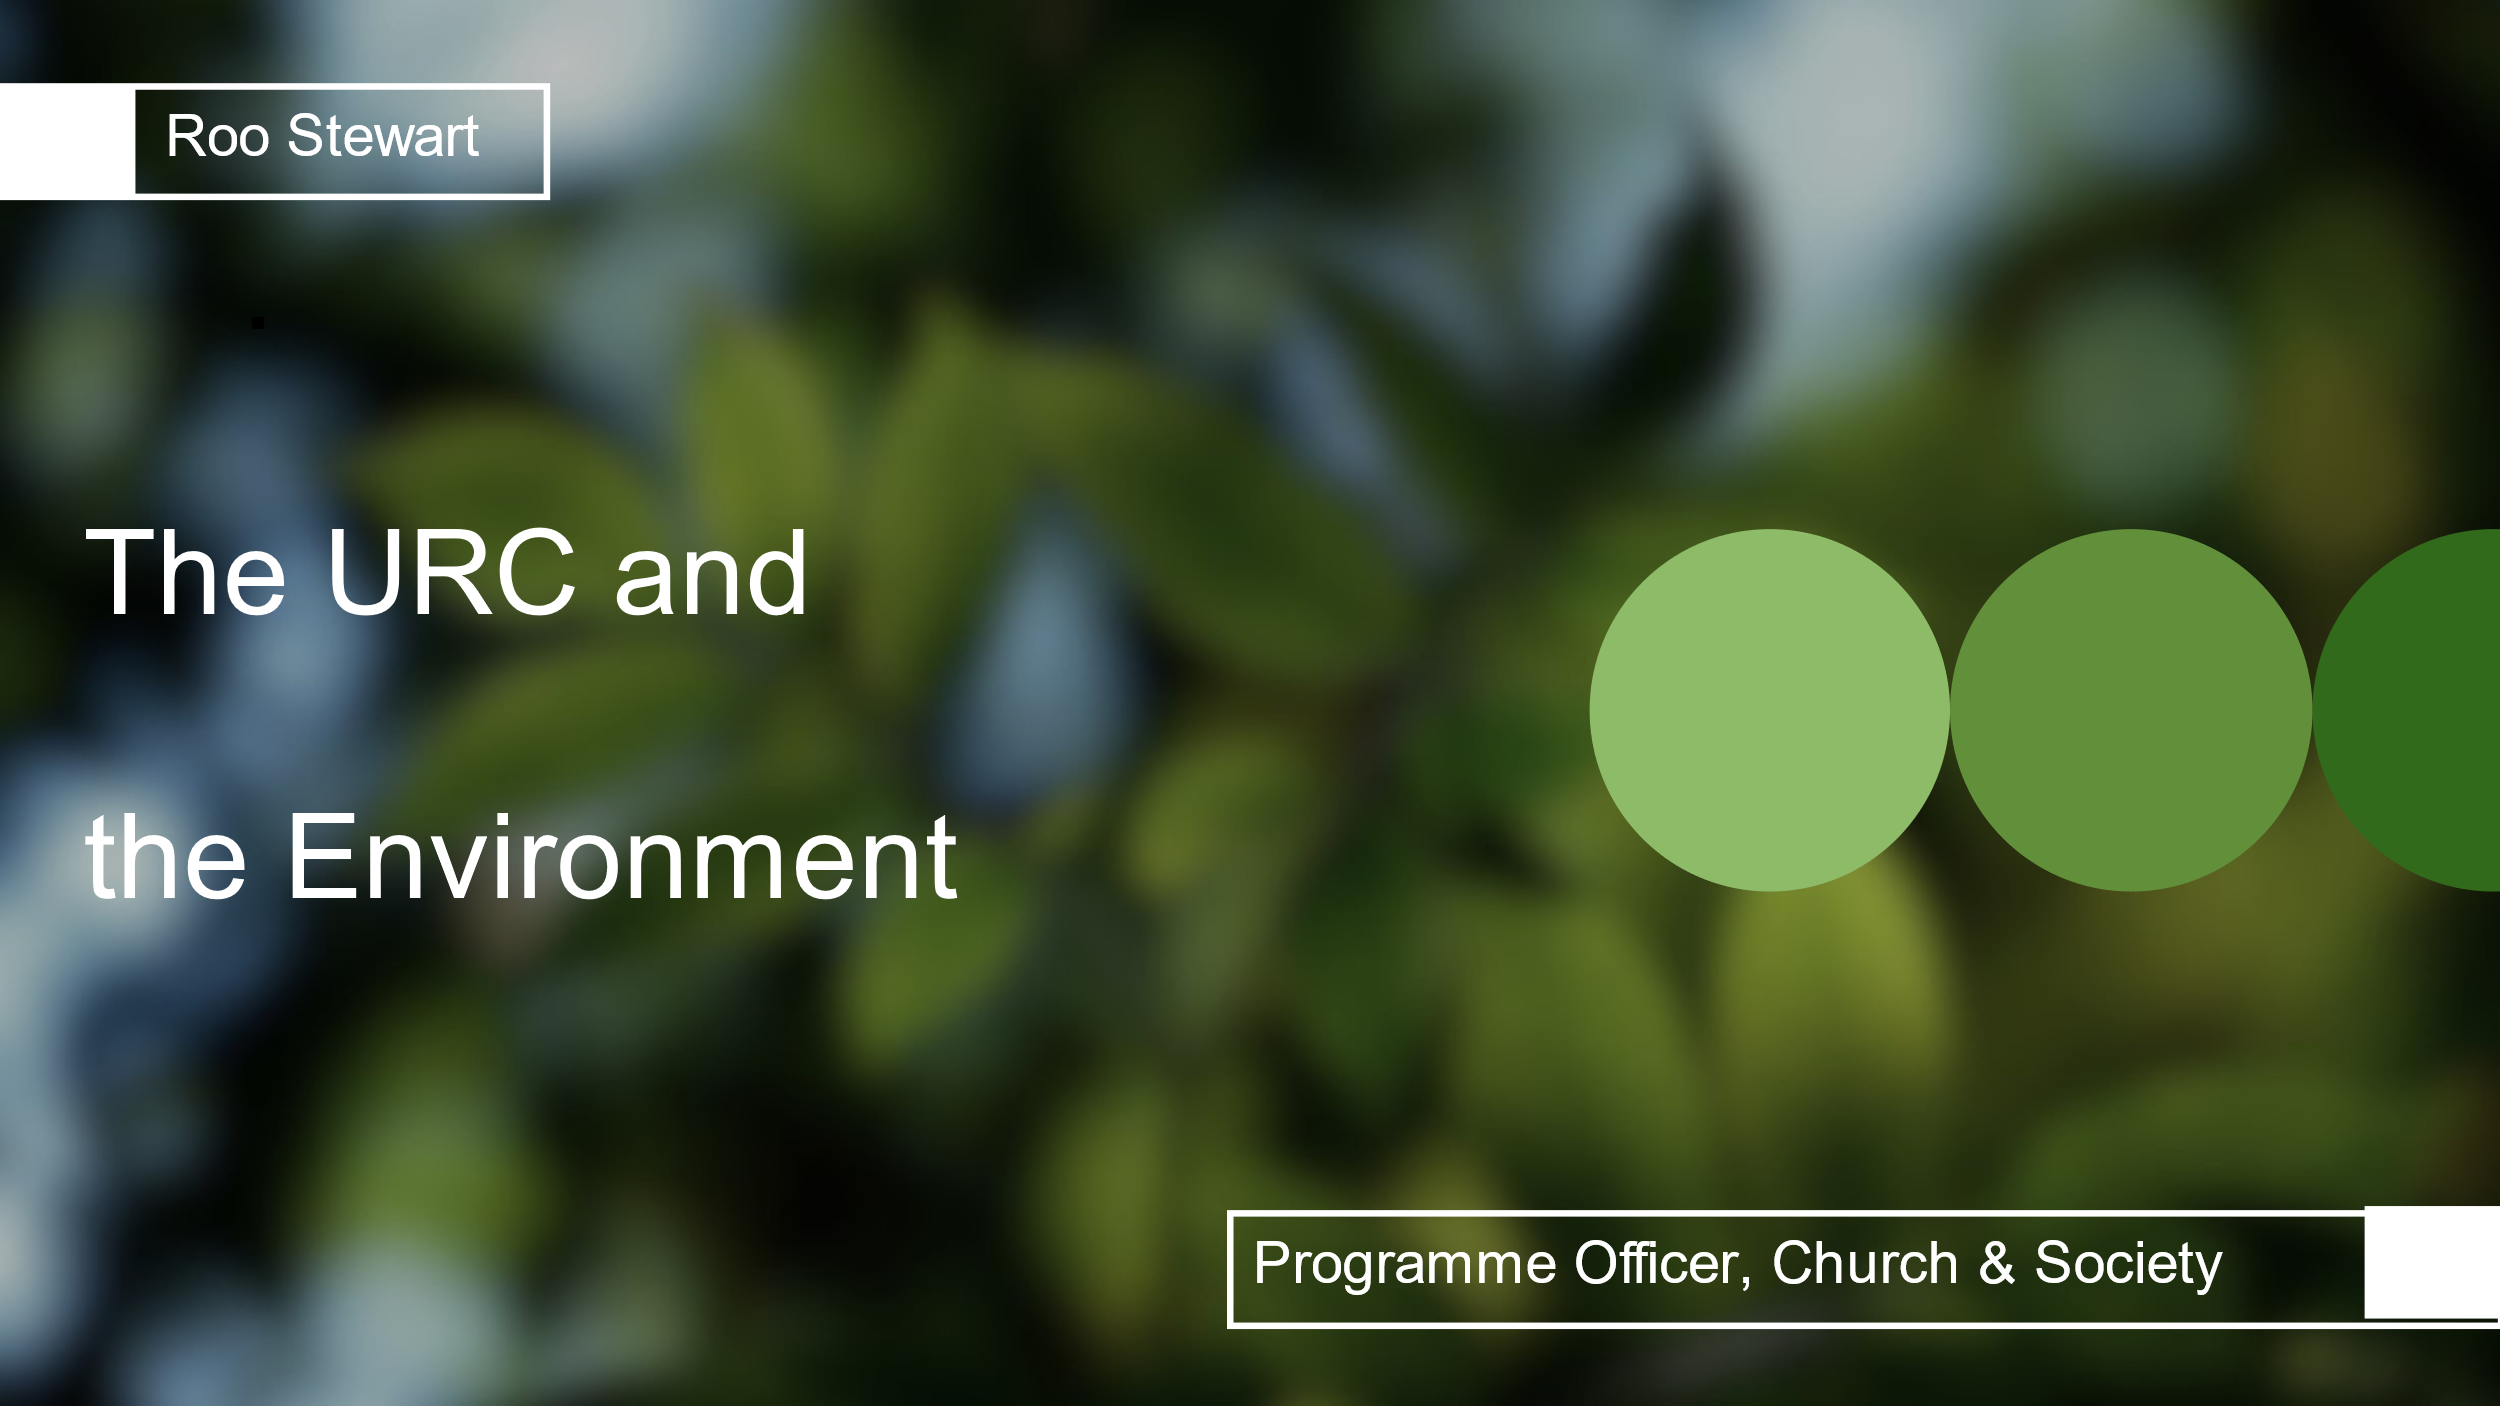 Roo Stewart
The URC and
the Environment
Programme Officer, Church & Society